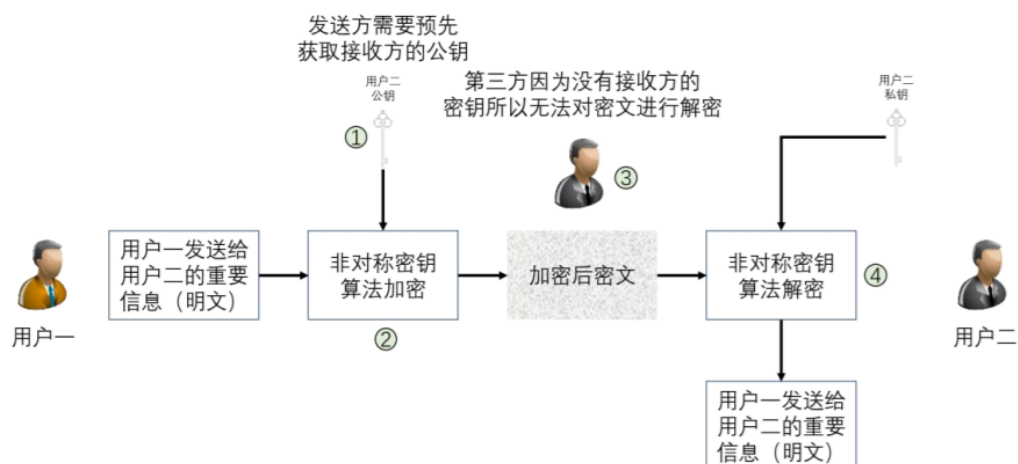 发送方需要预先
获取接收方的公钥
用户二
公钥
①
第三方因为没有接收方的
密钥所以无法对密文进行解密
③
用户二
私钥
用户一
用户一发送给
用户二的重要
信息（明文）
非对称密钥
算法加密
②
加密后密文
非对称密钥
算法解密
④
用户二
用户一发送给
用户二的重要
信息（明文）